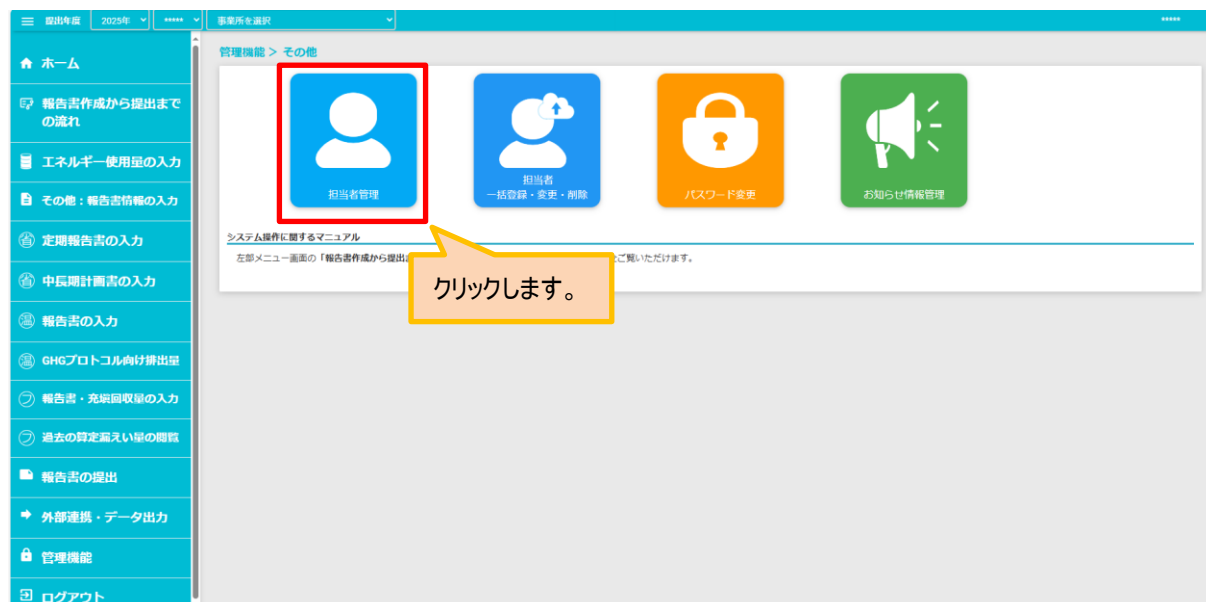 提出年度 2025年 ***** 事業所を選択 *****
ホーム
報告書作成から提出まで
の流れ
エネルギー使用量の入力
その他：報告書情報の入力
省 定期報告書の入力
省 中長期計画書の入力
温 報告書の入力
温 GHGプロトコル向け排出量
フ 報告書・充塡回収量の入力
フ 過去の算定漏えい量の閲覧
報告書の提出
外部連携・データ出力
管理機能
ログアウト
管理機能 > その他
担当者管理
担当者
一括登録・変更・削除
パスワード変更
お知らせ情報管理
システム操作に関するマニュアル
左部メニュー画面の「報告書作成から提出ま
ご覧いただけます。
クリックします。